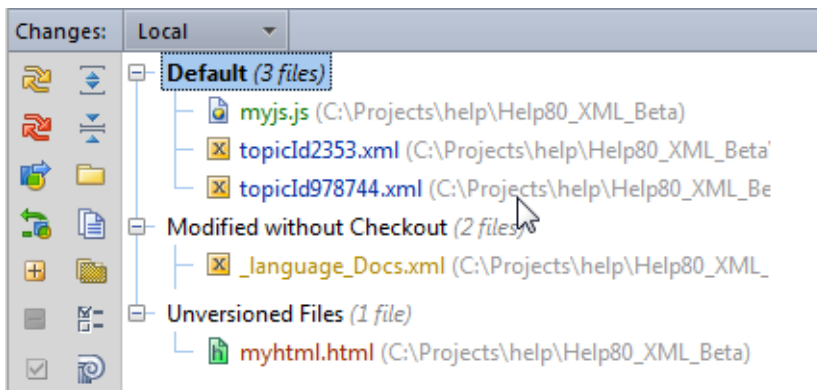 Changes: Local
Default (3 files)
myjs.js (C:\Projects\help\Help80_XML_Beta)
topicId2353.xml (C:\Projects\help\Help80_XML_Beta
topicId978744.xml (C:\Projects\help\Help80_XML_Be
Modified without Checkout (2 files)
_language_Docs.xml (C:\Projects\help\Help80_XML_
Unversioned Files (1 file)
myhtml.html (C:\Projects\help\Help80_XML_Beta)